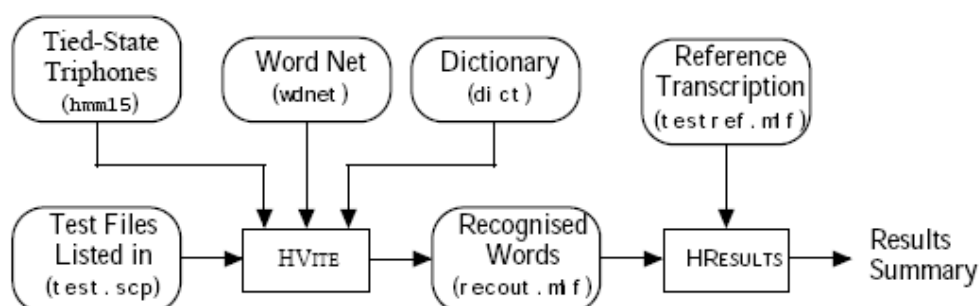 Tied-State
Triphones
(hmm15)
Word Net
(wdnet)
Dictionary
(dict)
Reference
Transcription
(testref.mlf)
Test Files
Listed in
(test.scp)
HVITE
Recognised
Words
(recout.mlf)
HRESULTS
Results
Summary